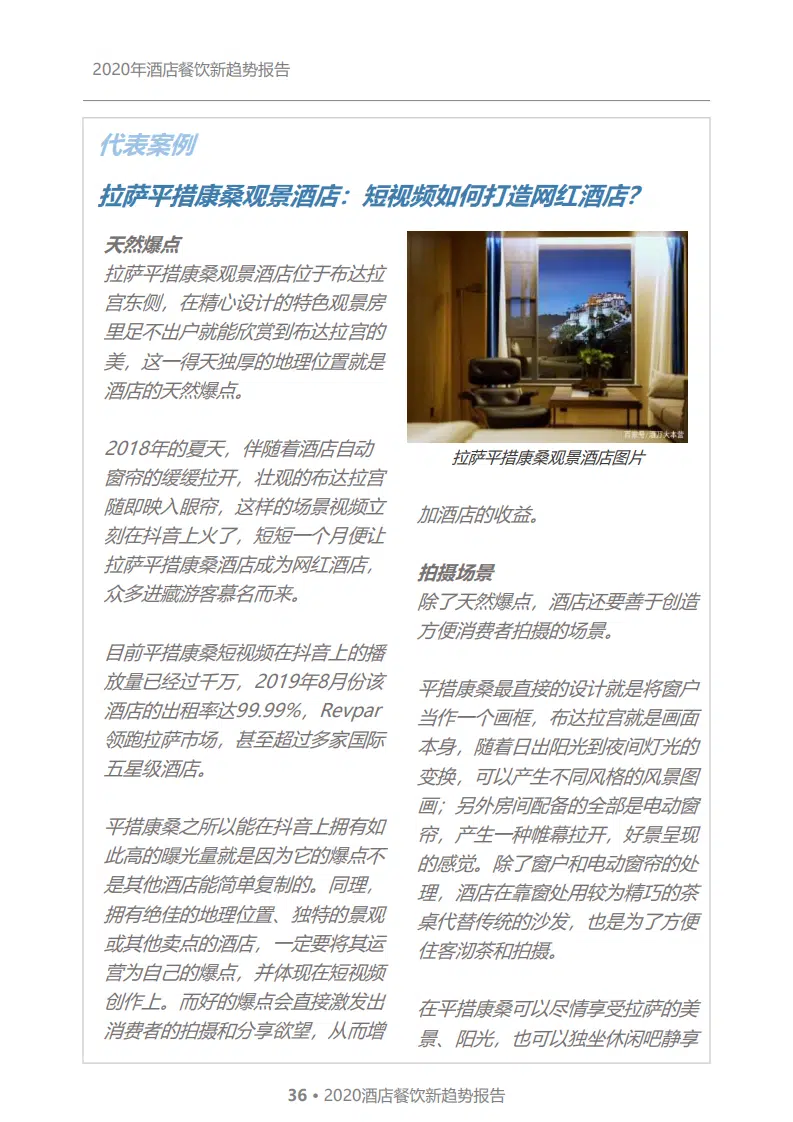 2020年酒店餐饮新趋势报告
代表案例
拉萨平措康桑观景酒店：短视频如何打造网红酒店？
天然爆点
拉萨平措康桑观景酒店位于布达拉
宫东侧，在精心设计的特色观景房
里足不出户就能欣赏到布达拉宫的
美，这一得天独厚的地理位置就是
酒店的天然爆点。
2018年的夏天，伴随着酒店自动
窗帘的缓缓拉开，壮观的布达拉宫
随即映入眼帘，这样的场景视频立
刻在抖音上火了，短短一个月便让
拉萨平措康桑酒店成为网红酒店，
众多进藏游客慕名而来。
目前平措康桑短视频在抖音上的播
放量已经过千万，2019年8月份该
酒店的出租率达99.99%，Revpar
领跑拉萨市场，甚至超过多家国际
五星级酒店。
平措康桑之所以能在抖音上拥有如
此高的曝光量就是因为它的爆点不
是其他酒店能简单复制的。同理，
拥有绝佳的地理位置、独特的景观
或其他卖点的酒店，一定要将其运
营为自己的爆点，并体现在短视频
创作上。而好的爆点会直接激发出
消费者的拍摄和分享欲望，从而增
拉萨平措康桑观景酒店图片
加酒店的收益。
拍摄场景
除了天然爆点，酒店还要善于创造
方便消费者拍摄的场景。
平措康桑最直接的设计就是将窗户
当作一个画框，布达拉宫就是画面
本身，随着日出阳光到夜间灯光的
变换，可以产生不同风格的风景图
画；另外房间配备的全部是电动窗
帘，产生一种帷幕拉开，好景呈现
的感觉。除了窗户和电动窗帘的处
理，酒店在靠窗处用较为精巧的茶
桌代替传统的沙发，也是为了方便
住客沏茶和拍摄。
在平措康桑可以尽情享受拉萨的美
景、阳光，也可以独坐休闲吧静享
36 • 2020酒店餐饮新趋势报告